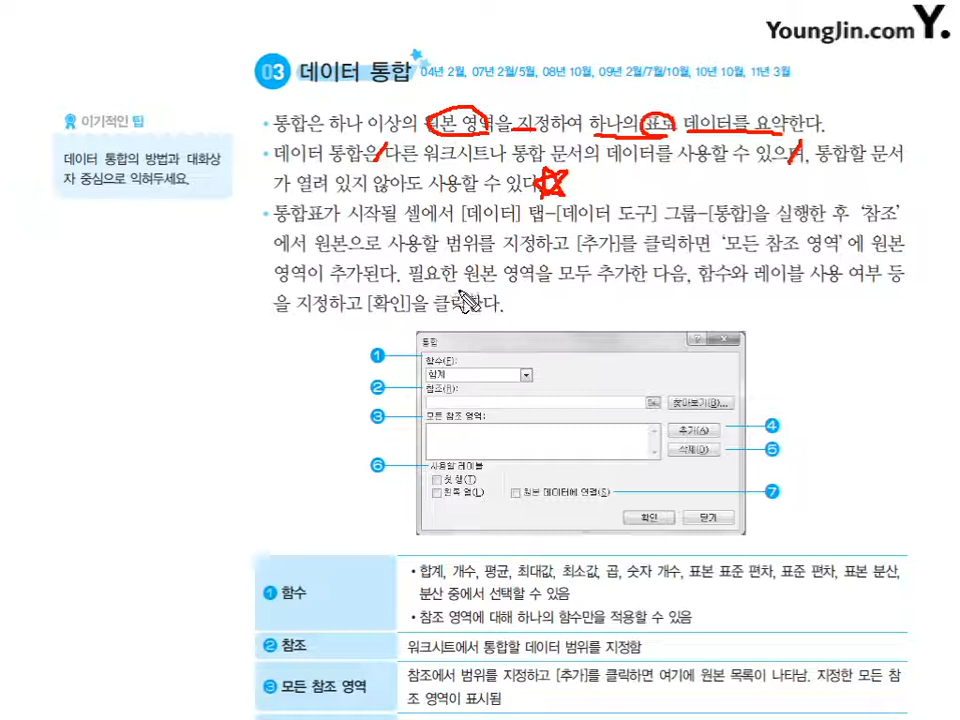 YoungJin.com Y.
03 데이터 통합 04년 2월, 07년 2월/5월, 08년 10월, 09년 2월/7월/10월, 10년 10월, 11년 3월
이기적인 팁
데이터 통합의 방법과 대화상
자 중심으로 익혀두세요.
• 통합은 하나 이상의 원본 영역을 지정하여 하나의 표로 데이터를 요약한다.
• 데이터 통합은 다른 워크시트나 통합 문서의 데이터를 사용할 수 있으며, 통합할 문서
가 열려 있지 않아도 사용할 수 있다.
• 통합표가 시작될 셀에서 [데이터] 탭-[데이터 도구] 그룹-[통합]을 실행한 후 ‘참조’
에서 원본으로 사용할 범위를 지정하고 [추가]를 클릭하면 ‘모든 참조 영역’에 원본
영역이 추가된다. 필요한 원본 영역을 모두 추가한 다음, 함수와 레이블 사용 여부 등
을 지정하고 [확인]을 클릭한다.
통합
1 함수(F):
합계
2 참조(R):
찾아보기(B)...
3 모든 참조 영역:
추가(A) 4
삭제(D) 5
6 사용할 레이블
첫 행(T)
왼쪽 열(L) 원본 데이터에 연결(S) 7
확인 닫기
1 함수
• 합계, 개수, 평균, 최대값, 최소값, 곱, 숫자 개수, 표본 표준 편차, 표준 편차, 표본 분산,
분산 중에서 선택할 수 있음
• 참조 영역에 대해 하나의 함수만을 적용할 수 있음
2 참조 워크시트에서 통합할 데이터 범위를 지정함
3 모든 참조 영역
참조에서 범위를 지정하고 [추가]를 클릭하면 여기에 원본 목록이 나타남. 지정한 모든 참
조 영역이 표시됨